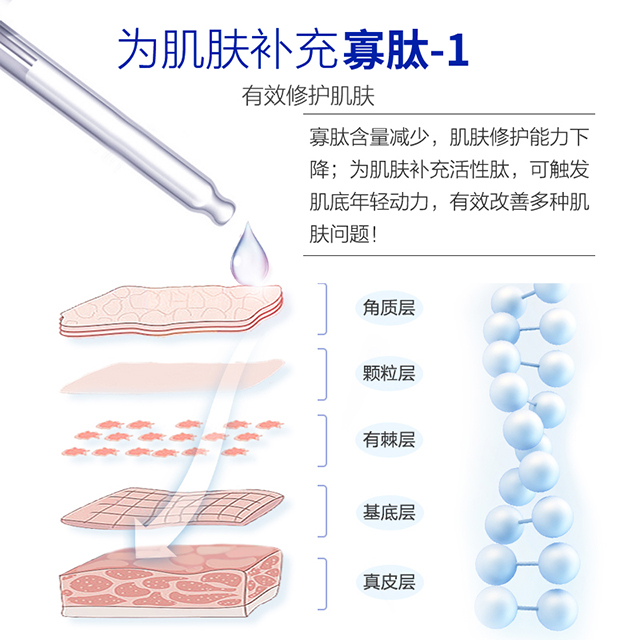 为肌肤补充寡肽-1
有效修护肌肤
寡肽含量减少，肌肤修护能力下
降；为肌肤补充活性肽，可触发
肌底年轻动力，有效改善多种肌
肤问题！
角质层
颗粒层
有棘层
基底层
真皮层